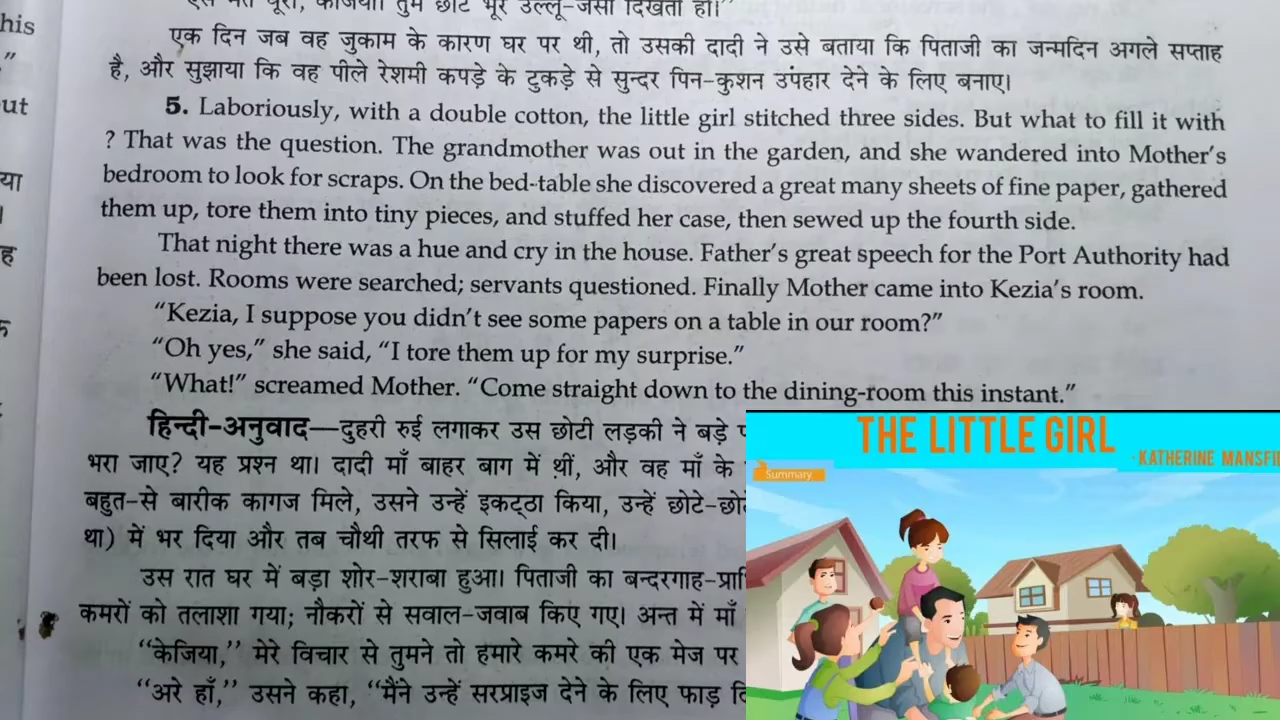 his
"
ut
या
ह
एक दिन जब वह जुकाम के कारण घर पर थी, तो उसकी दादी ने उसे बताया कि पिताजी का जन्मदिन अगले सप्ताह
है, और सुझाया कि वह पीले रेशमी कपड़े के टुकड़े से सुन्दर पिन-कुशन उपंहार देने के लिए बनाए।
5. Laboriously, with a double cotton, the little girl stitched three sides. But what to fill it with
? That was the question. The grandmother was out in the garden, and she wandered into Mother's
bedroom to look for scraps. On the bed-table she discovered a great many sheets of fine paper, gathered
them up, tore them into tiny pieces, and stuffed her case, then sewed up the fourth side.
That night there was a hue and cry in the house. Father's great speech for the Port Authority had
been lost. Rooms were searched; servants questioned. Finally Mother came into Kezia's room.
"Kezia, I suppose you didn't see some papers on a table in our room?"
"Oh yes," she said, "I tore them up for my surprise."
"What!" screamed Mother. "Come straight down to the dining-room this instant."
हिन्दी-अनुवाद—दुहरी रुई लगाकर उस छोटी लड़की ने बड़े
भरा जाए? यह प्रश्न था। दादी माँ बाहर बाग में थीं, और वह माँ के
बहुत-से बारीक कागज मिले, उसने उन्हें इकट्ठा किया, उन्हें छोटे-छोटे
था) में भर दिया और तब चौथी तरफ से सिलाई कर दी।
उस रात घर में बड़ा शोर-शराबा हुआ। पिताजी का बन्दरगाह-प्रा
कमरों को तलाशा गया; नौकरों से सवाल-जवाब किए गए। अन्त में माँ
"केजिया," मेरे विचार से तुमने तो हमारे कमरे की एक मेज पर
"अरे हाँ," उसने कहा, "मैंने उन्हें सरप्राइज देने के लिए फाड़
THE LITTLE GIRL
- KATHERINE MANSFI
Summary